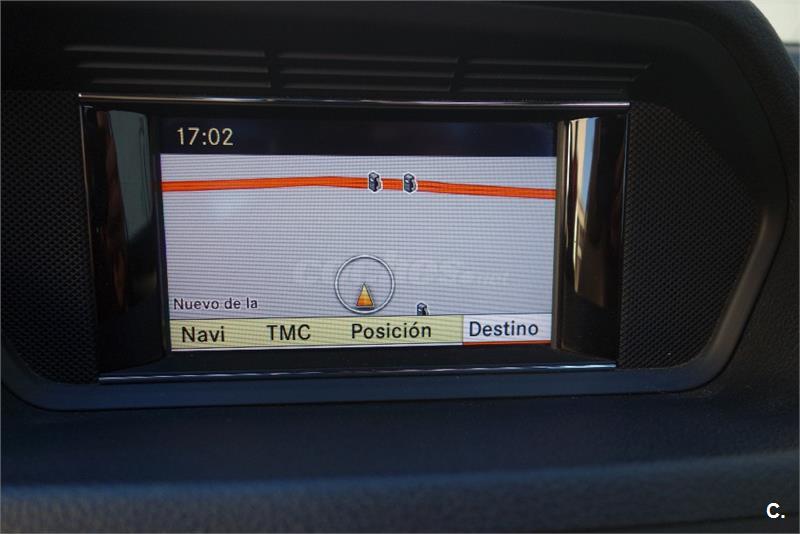 17:02
Nuevo de la
Navi TMC Posición Destino
C.